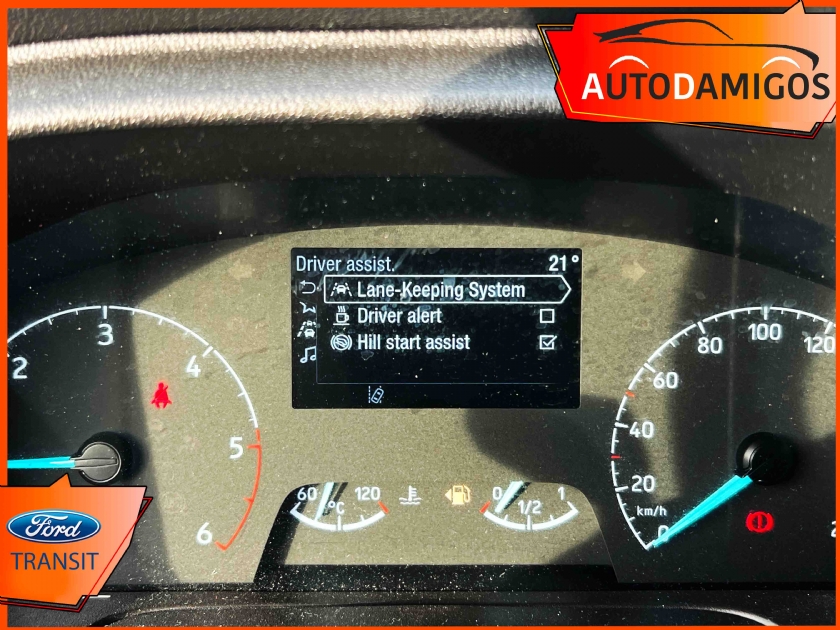 AUTODAMIGOS
Driver assist. 21°
Lane-Keeping System
Driver alert
Hill start assist
2 3 4 5 6
20 40 60 80 100 120
km/h
0
60 120
°C
0 1/2 1
Ford
TRANSIT